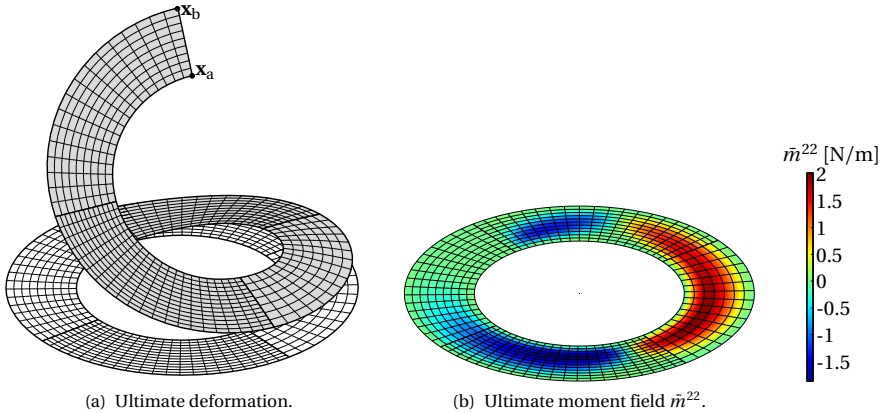 x_b
x_a
m̄²² [N/m]
2
1.5
1
0.5
0
-0.5
-1
-1.5
(a) Ultimate deformation.
(b) Ultimate moment field m̄²².